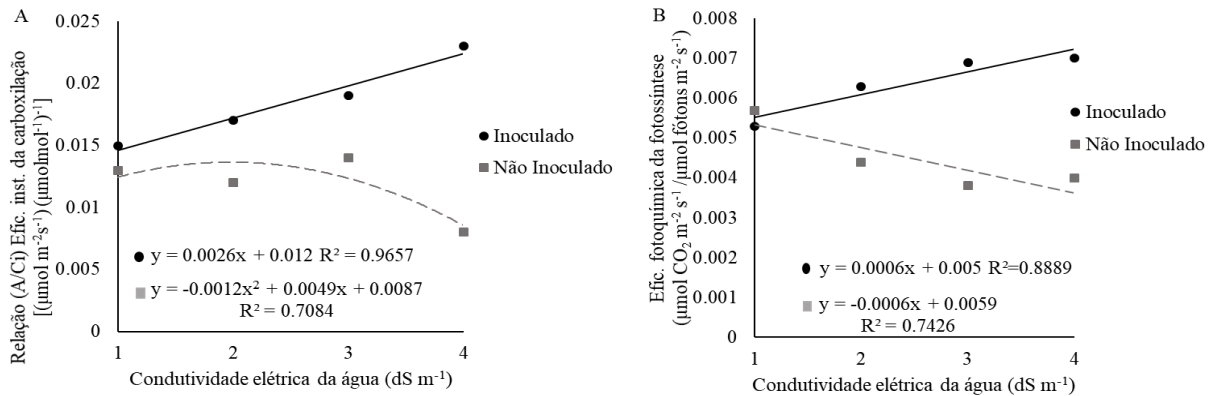 A
Relação (A/Ci) Efic. inst. da carboxilação
[(µmol m-2s-1) (µmolmol-1)-1]
0.025
0.02
0.015
0.01
0.005
0
1 2 3 4
Condutividade elétrica da água (dS m-1)
Inoculado
Não Inoculado
y = 0.0026x + 0.012 R² = 0.9657
y = -0.0012x² + 0.0049x + 0.0087
R² = 0.7084
B
Efic. fotoquímica da fotossíntese
(µmol CO₂ m-2 s-1 /µmol fótons m-2 s-1)
0.008
0.007
0.006
0.005
0.004
0.003
0.002
0.001
0
1 2 3 4
Condutividade elétrica da água (dS m-1)
Inoculado
Não Inoculado
y = 0.0006x + 0.005 R²=0.8889
y = -0.0006x + 0.0059
R² = 0.7426